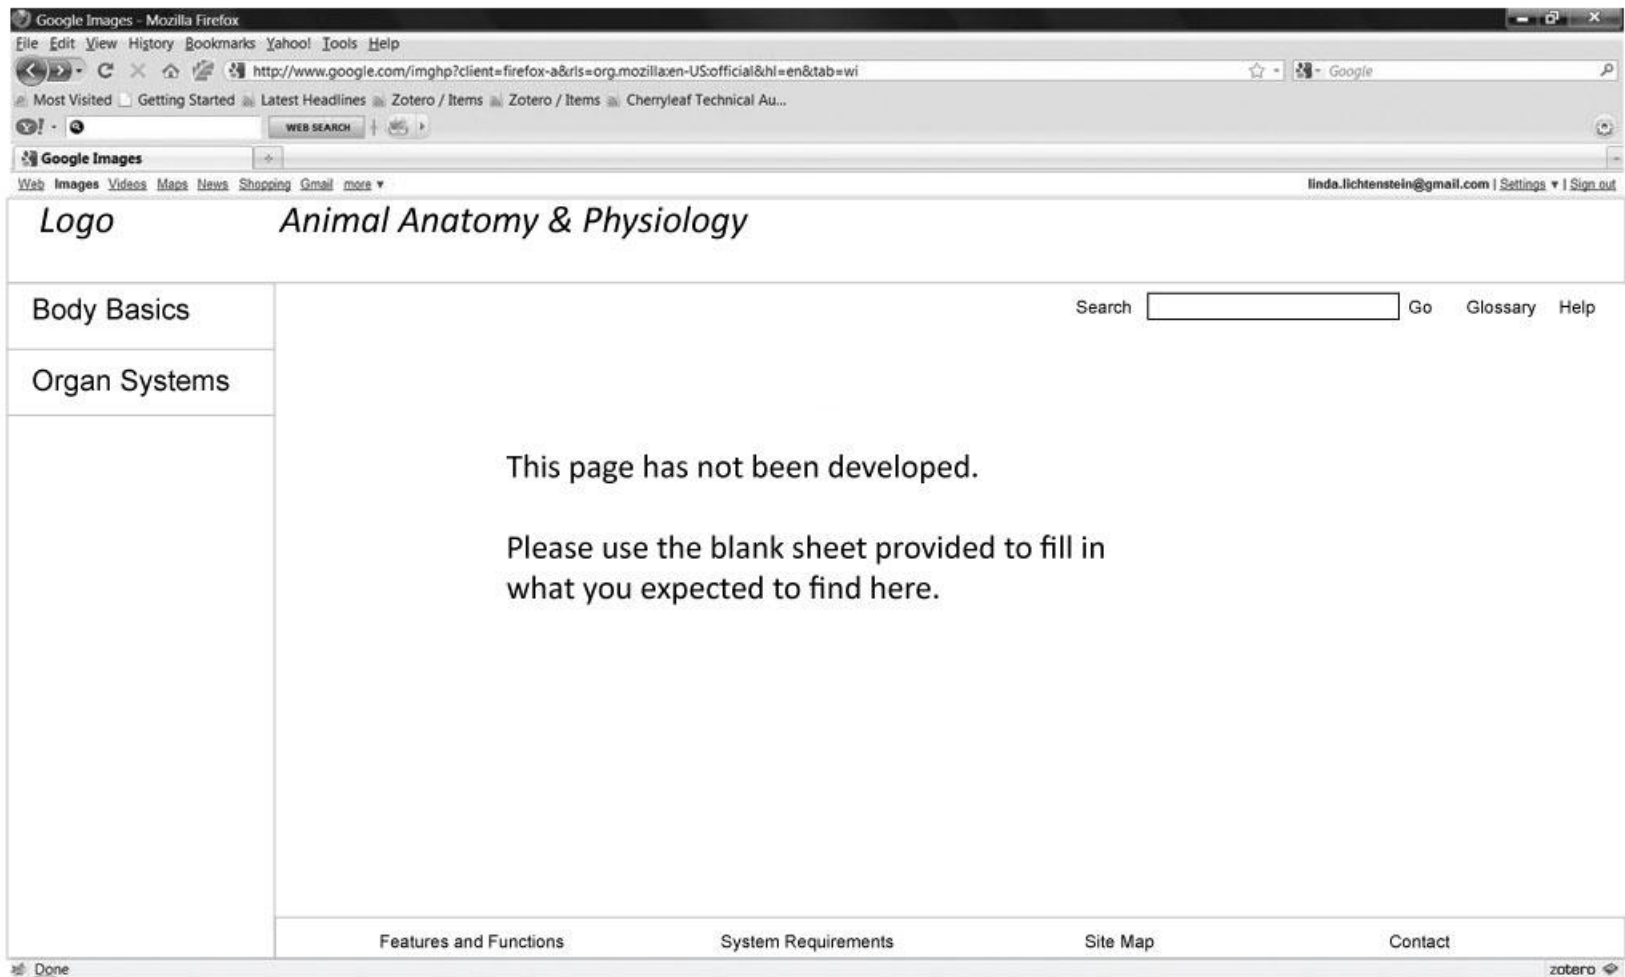 Google Images - Mozilla Firefox
File Edit View History Bookmarks Yahoo! Tools Help
http://www.google.com/imghp?client=firefox-a&rls=org.mozilla:en-US:official&hl=en&tab=wi Google
Most Visited Getting Started Latest Headlines Zotero / Items Zotero / Items Cherryleaf Technical Au...
Y! WEB SEARCH
Google Images
Web Images Videos Maps News Shopping Gmail more ▼ linda.lichtenstein@gmail.com | Settings ▼ | Sign out
Logo Animal Anatomy & Physiology
Body Basics
Search Go Glossary Help
Organ Systems
This page has not been developed.
Please use the blank sheet provided to fill in
what you expected to find here.
Features and Functions System Requirements Site Map Contact
Done zotero